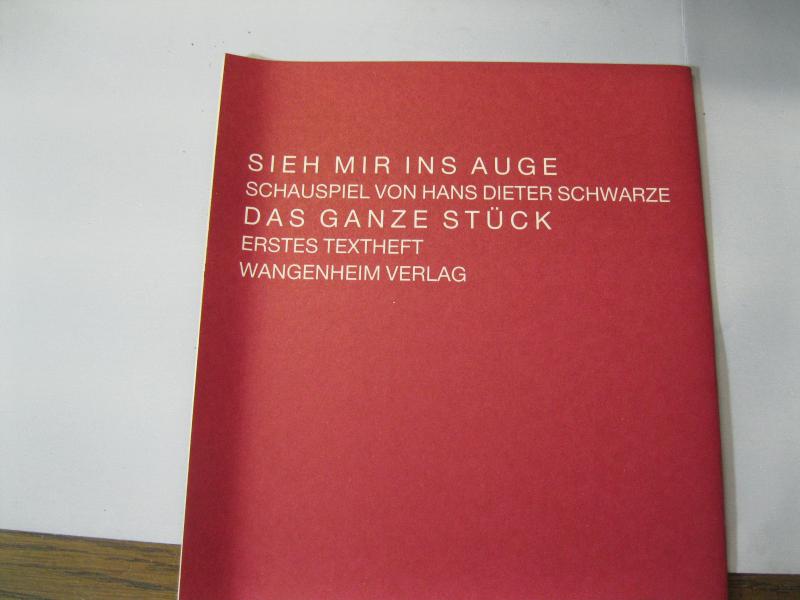 SIEH MIR INS AUGE
SCHAUSPIEL VON HANS DIETER SCHWARZE
DAS GANZE STÜCK
ERSTES TEXTHEFT
WANGENHEIM VERLAG